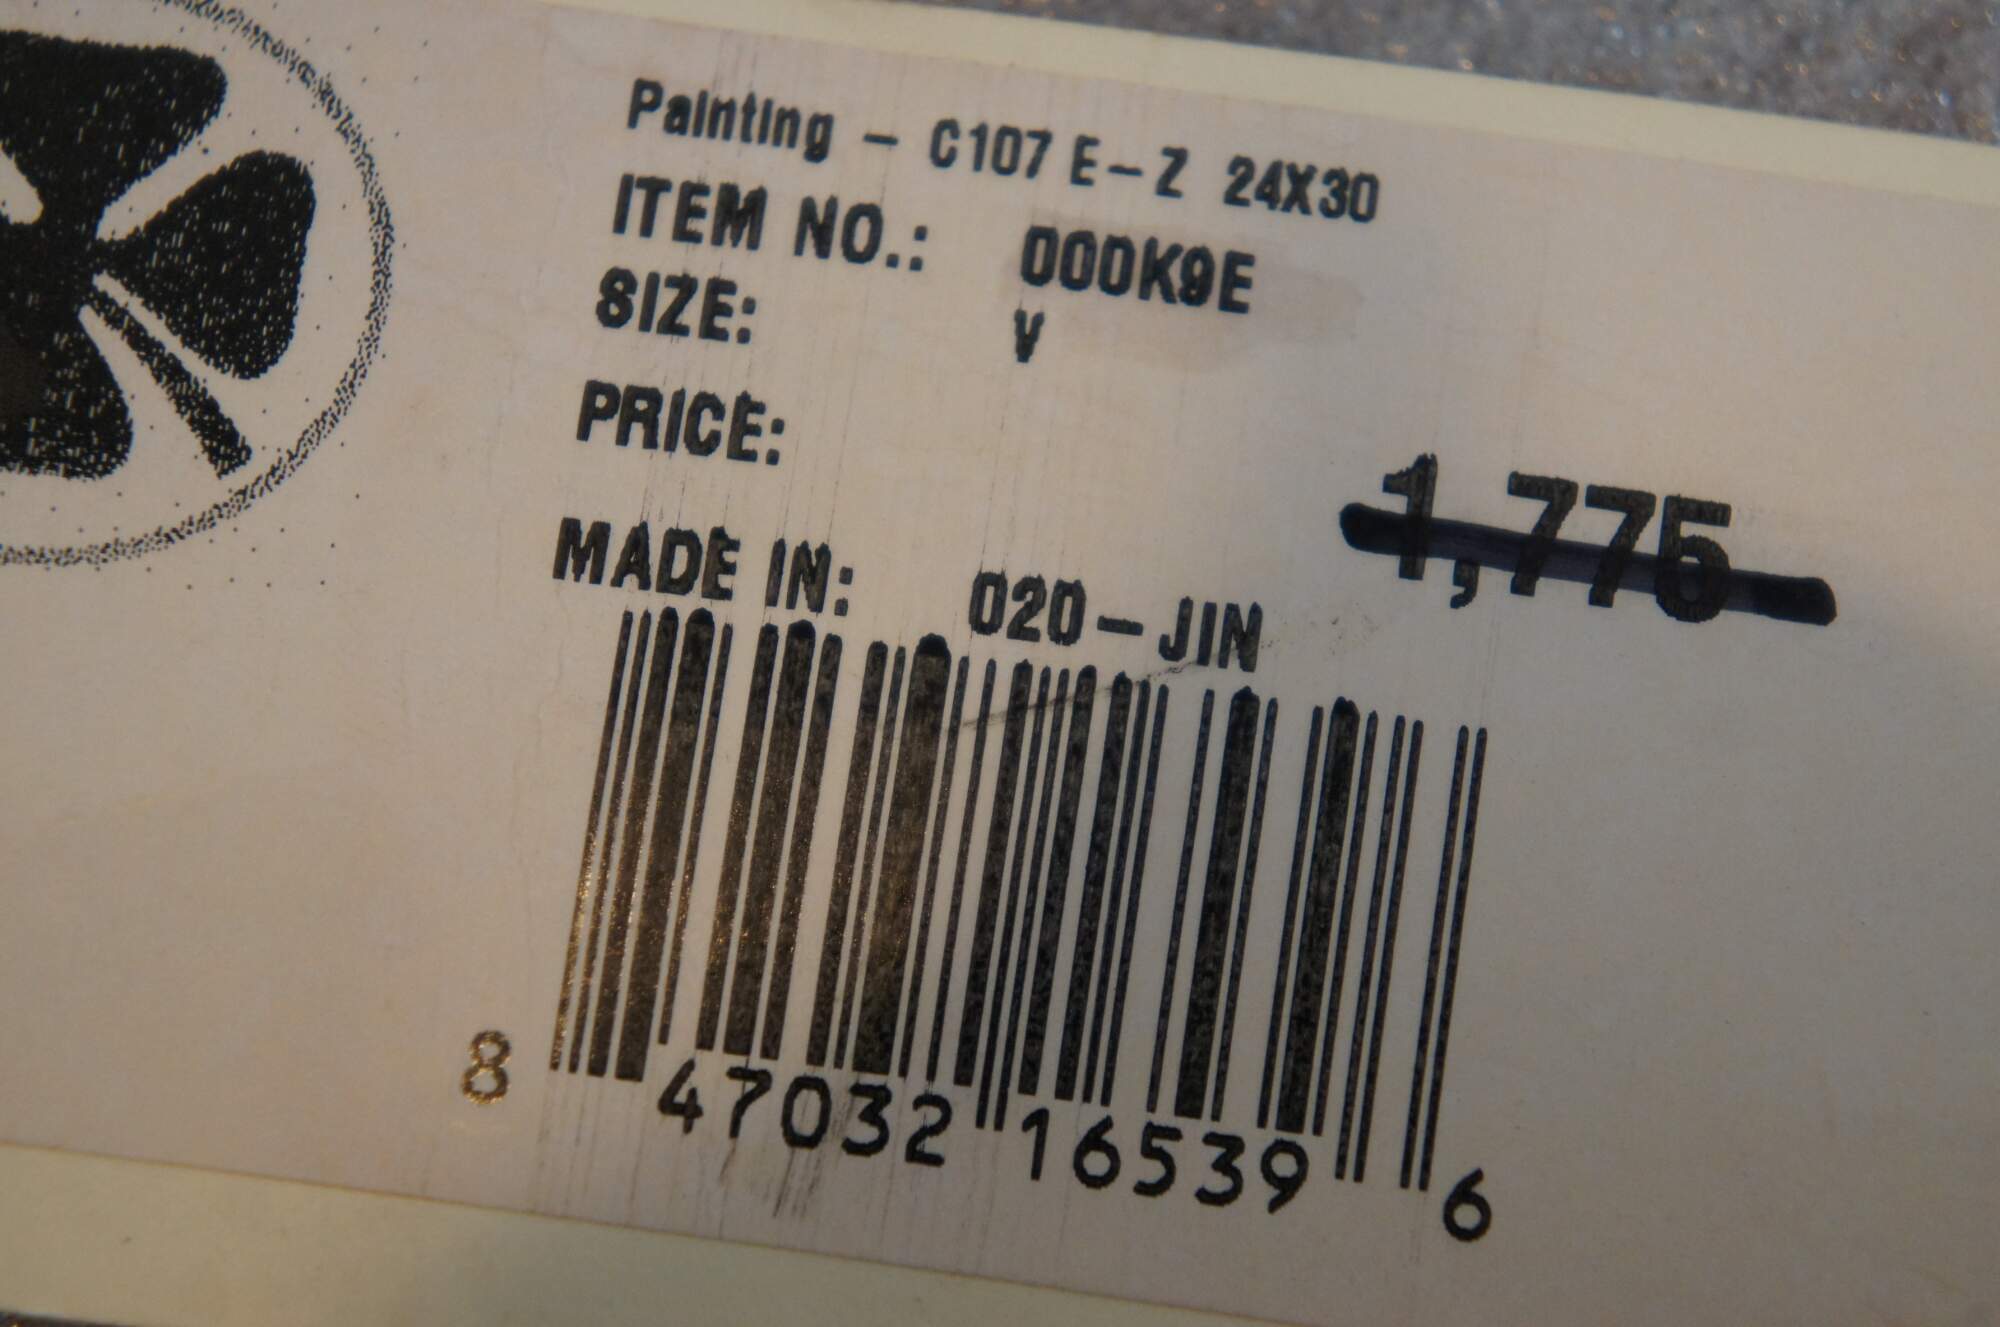 Painting - C107 E-Z 24X30
ITEM NO.: 000K9E
SIZE: V
PRICE:
1,775
MADE IN: 020-JIN
8 47032 16539 6